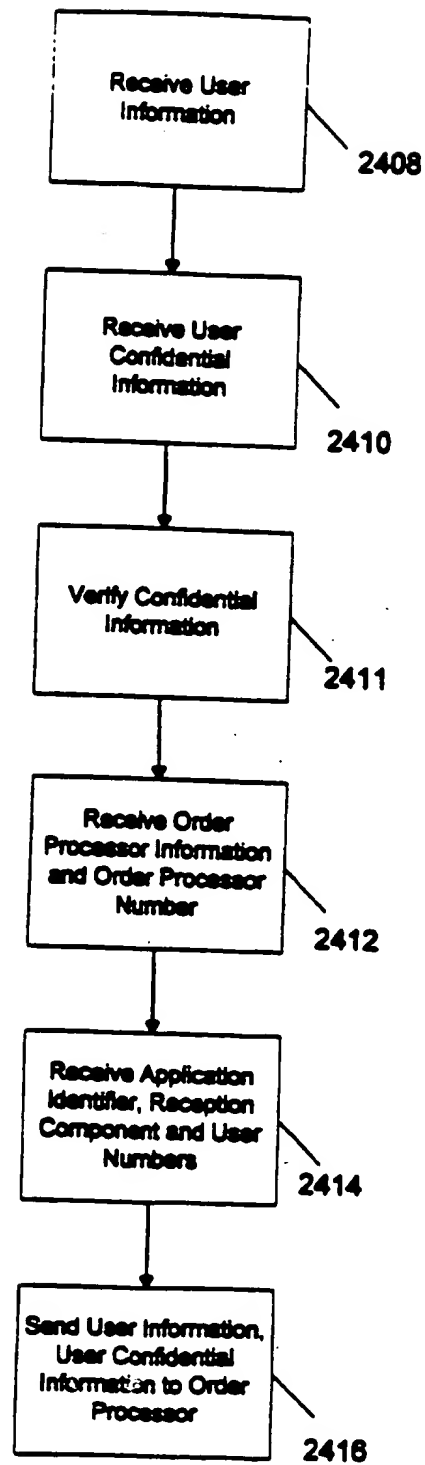 Receive User
Information
2408
Receive User
Confidential
Information
2410
Verify Confidential
Information
2411
Receive Order
Processor Information
and Order Processor
Number
2412
Receive Application
Identifier, Reception
Component and User
Numbers
2414
Send User Information,
User Confidential
Information to Order
Processor
2416